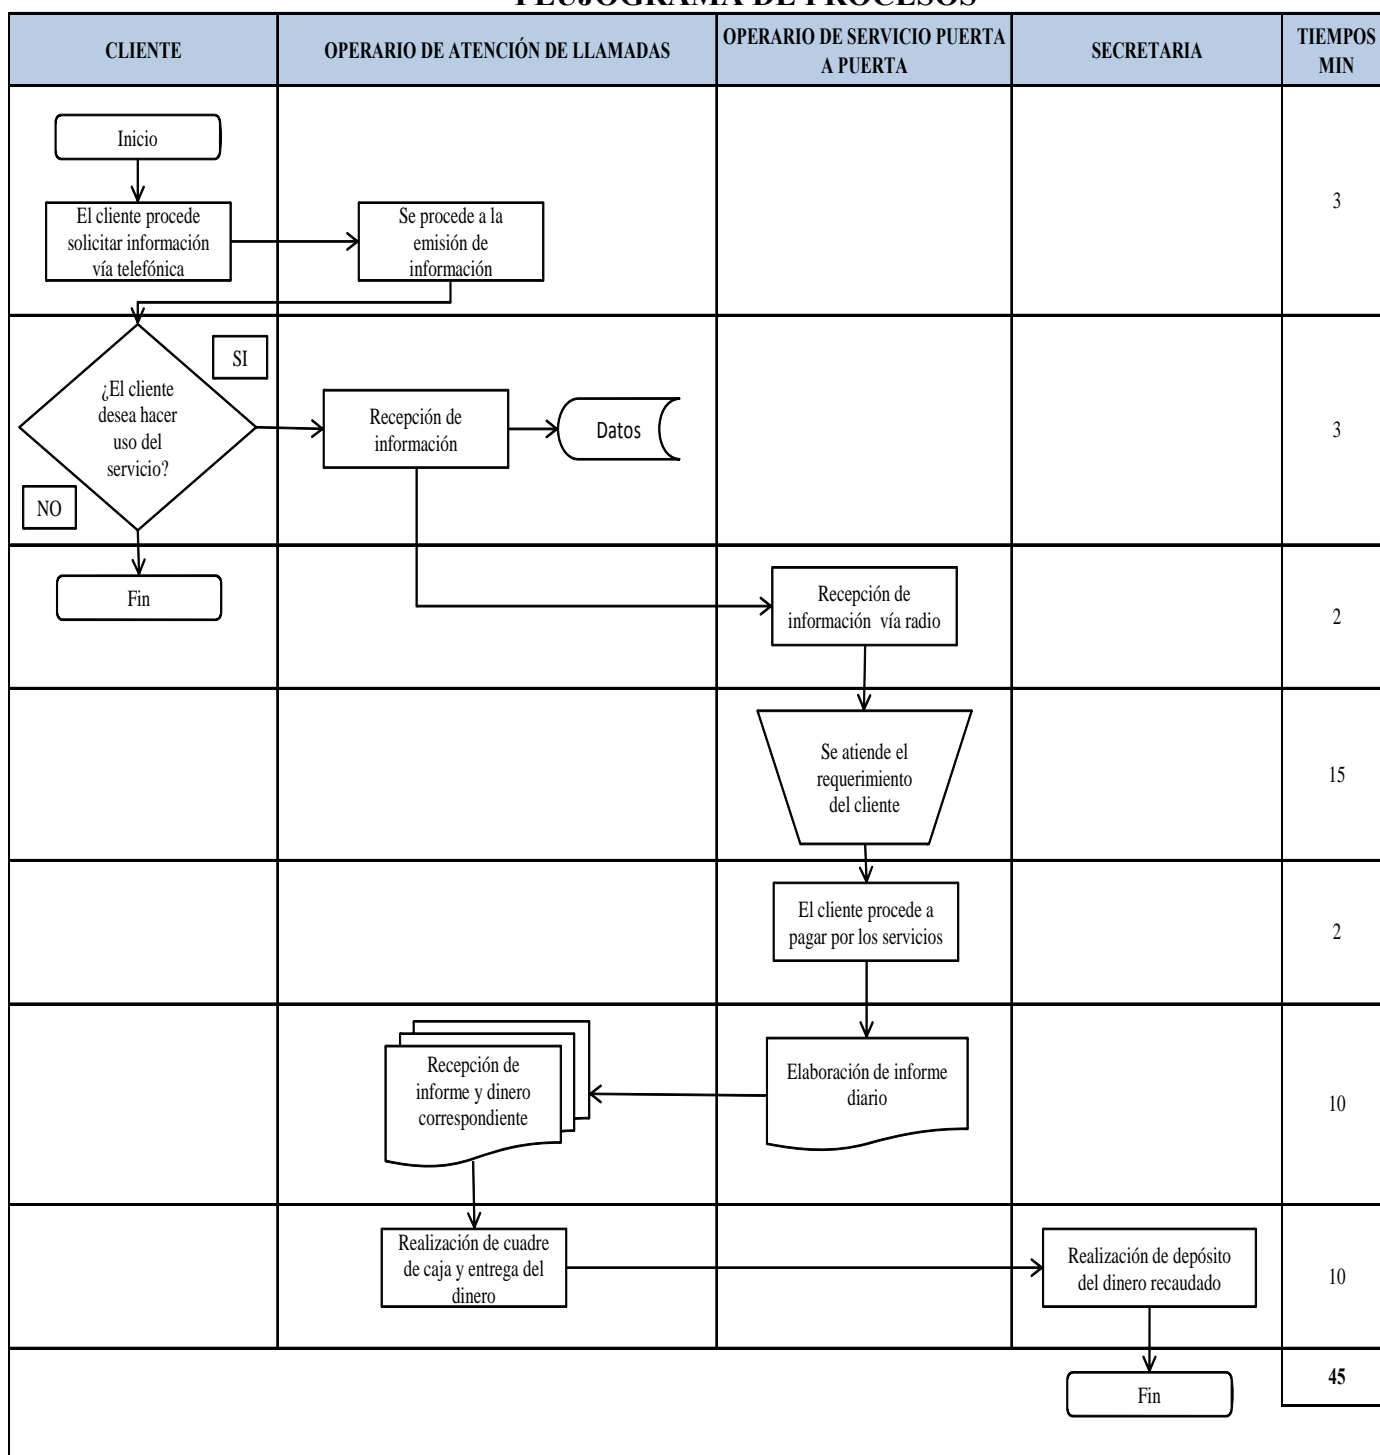 FLUJOGRAMA DE PROCESOS
CLIENTE
OPERARIO DE ATENCIÓN DE LLAMADAS
OPERARIO DE SERVICIO PUERTA
A PUERTA
SECRETARIA
TIEMPOS
MIN
Inicio
El cliente procede
solicitar información
vía telefónica
Se procede a la
emisión de
información
3
SI
¿El cliente
desea hacer
uso del
servicio?
NO
Recepción de
información
Datos
3
Fin
Recepción de
información vía radio
2
Se atiende el
requerimiento
del cliente
15
El cliente procede a
pagar por los servicios
2
Recepción de
informe y dinero
correspondiente
Elaboración de informe
diario
10
Realización de cuadre
de caja y entrega del
dinero
Realización de depósito
del dinero recaudado
10
Fin
45